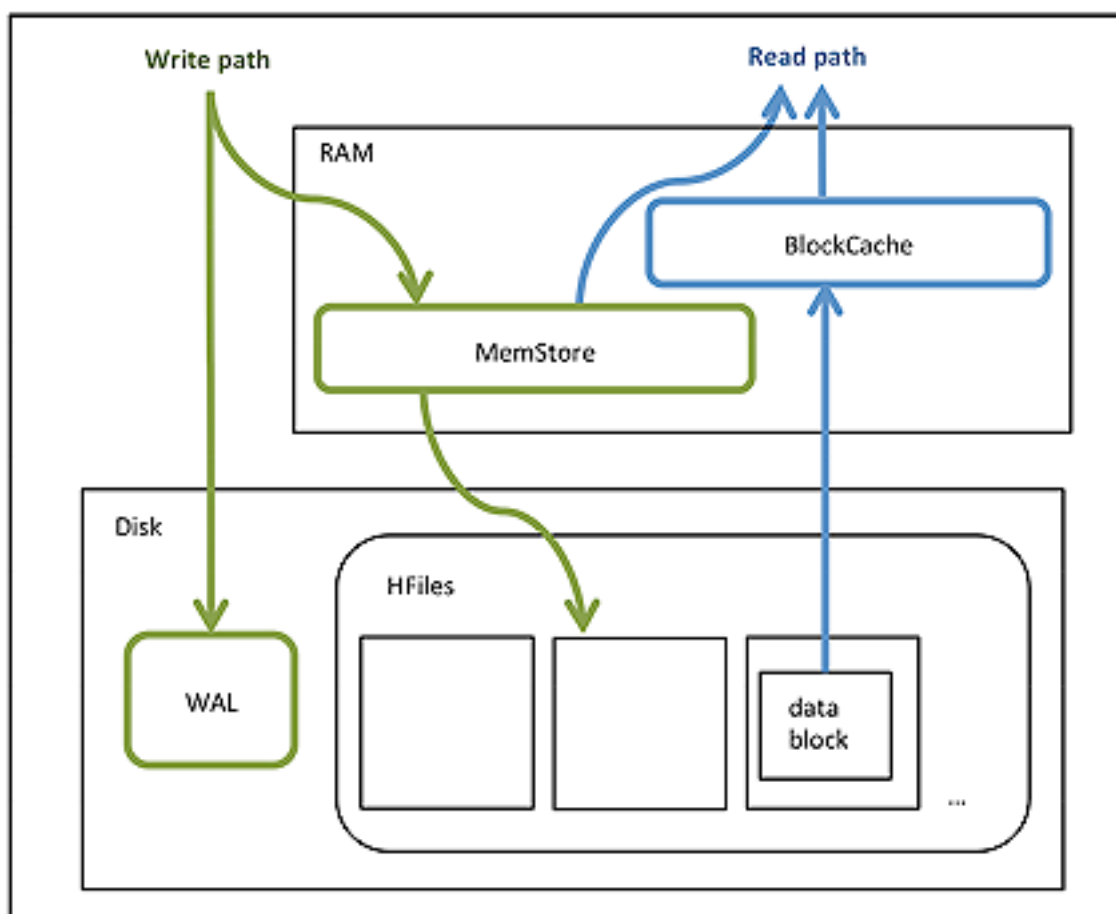 Write path
Read path
RAM
BlockCache
MemStore
Disk
HFiles
WAL
data
block
...